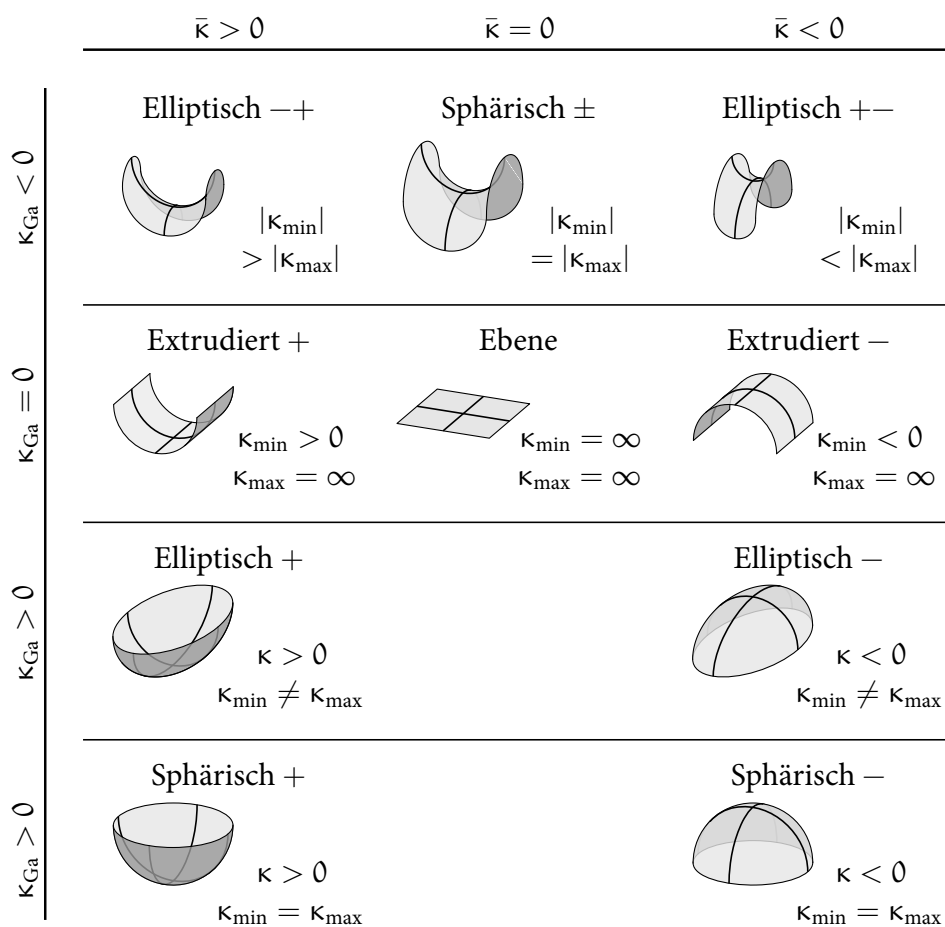 κ̄ > 0 κ̄ = 0 κ̄ < 0
κ_Ga < 0
Elliptisch −+ Sphärisch ± Elliptisch +−
|κ_min| |κ_min| |κ_min|
> |κ_max| = |κ_max| < |κ_max|
κ_Ga = 0
Extrudiert + Ebene Extrudiert −
κ_min > 0 κ_min = ∞ κ_min < 0
κ_max = ∞ κ_max = ∞ κ_max = ∞
κ_Ga > 0
Elliptisch + Elliptisch −
κ > 0 κ < 0
κ_min ≠ κ_max κ_min ≠ κ_max
κ_Ga > 0
Sphärisch + Sphärisch −
κ > 0 κ < 0
κ_min = κ_max κ_min = κ_max